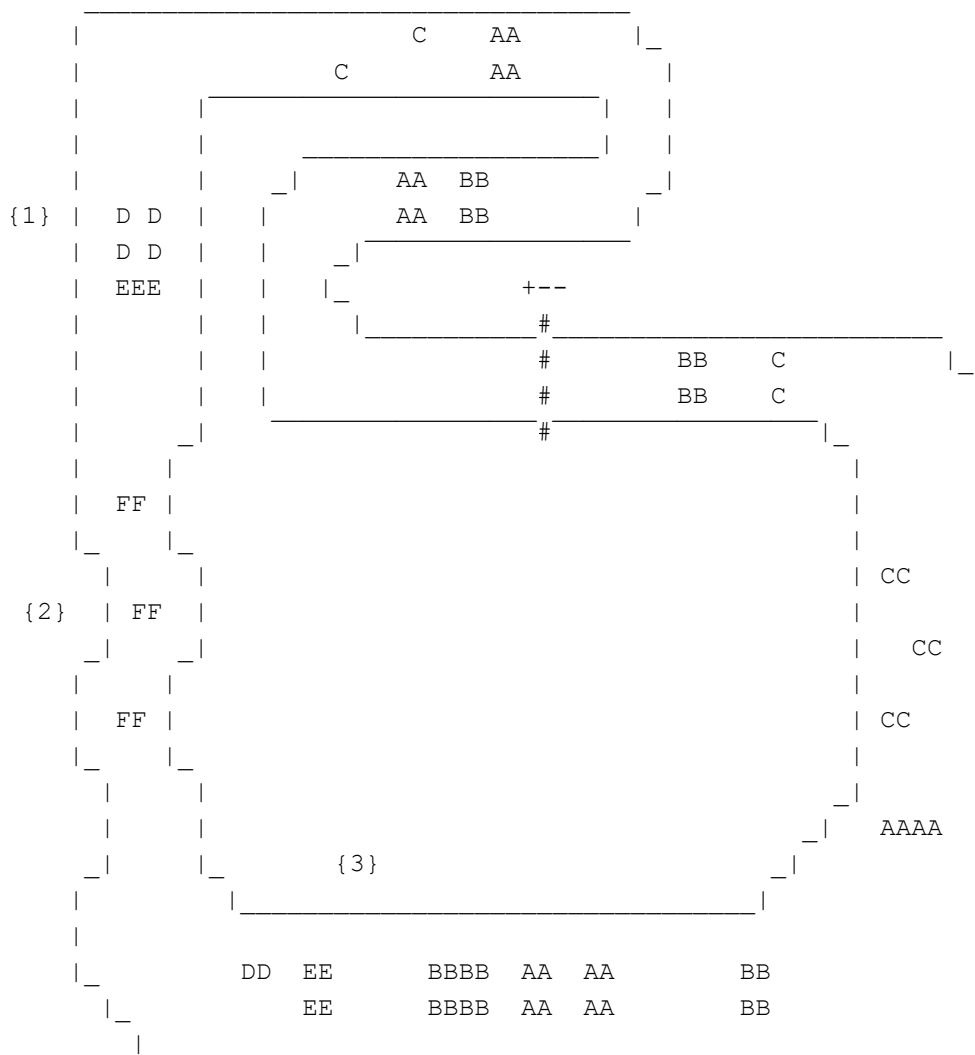 C AA
C AA
AA BB
{1} D D AA BB
D D
EEE +--
#
# BB C
# BB C
#
FF
CC
{2} FF
CC
FF CC
AAAA
{3}
DD EE BBBB AA AA BB
EE BBBB AA AA BB